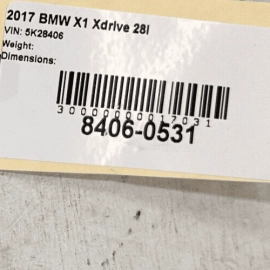 2017 BMW X1 Xdrive 28I
VIN: 5K28406
Weight:
Dimensions:
3000000017031
8406-0531